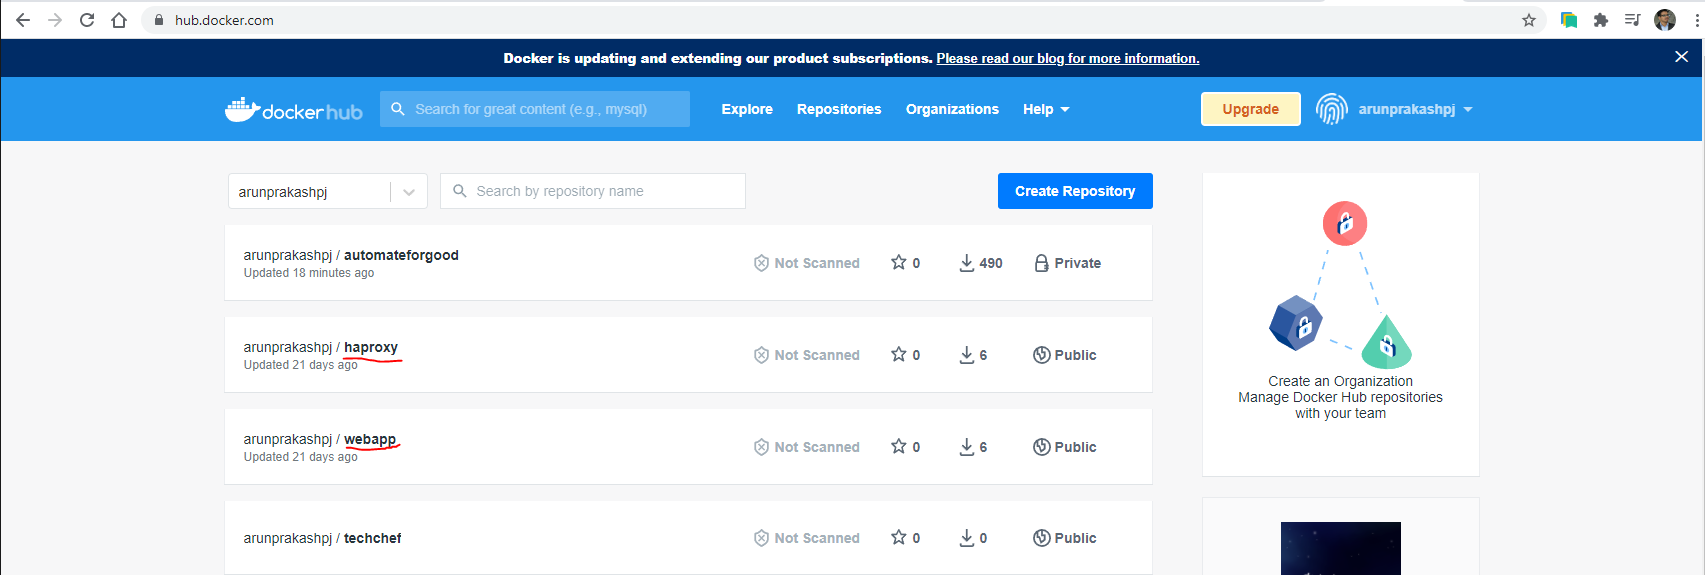 hub.docker.com
Docker is updating and extending our product subscriptions. Please read our blog for more information.
docker hub Search for great content (e.g., mysql) Explore Repositories Organizations Help Upgrade arunprakashpj
arunprakashpj Search by repository name Create Repository
arunprakashpj / automateforgood
Updated 18 minutes ago
Not Scanned 0 490 Private
arunprakashpj / haproxy
Updated 21 days ago
Not Scanned 0 6 Public
arunprakashpj / webapp
Updated 21 days ago
Not Scanned 0 6 Public
arunprakashpj / techchef
Not Scanned 0 0 Public
Create an Organization
Manage Docker Hub repositories
with your team